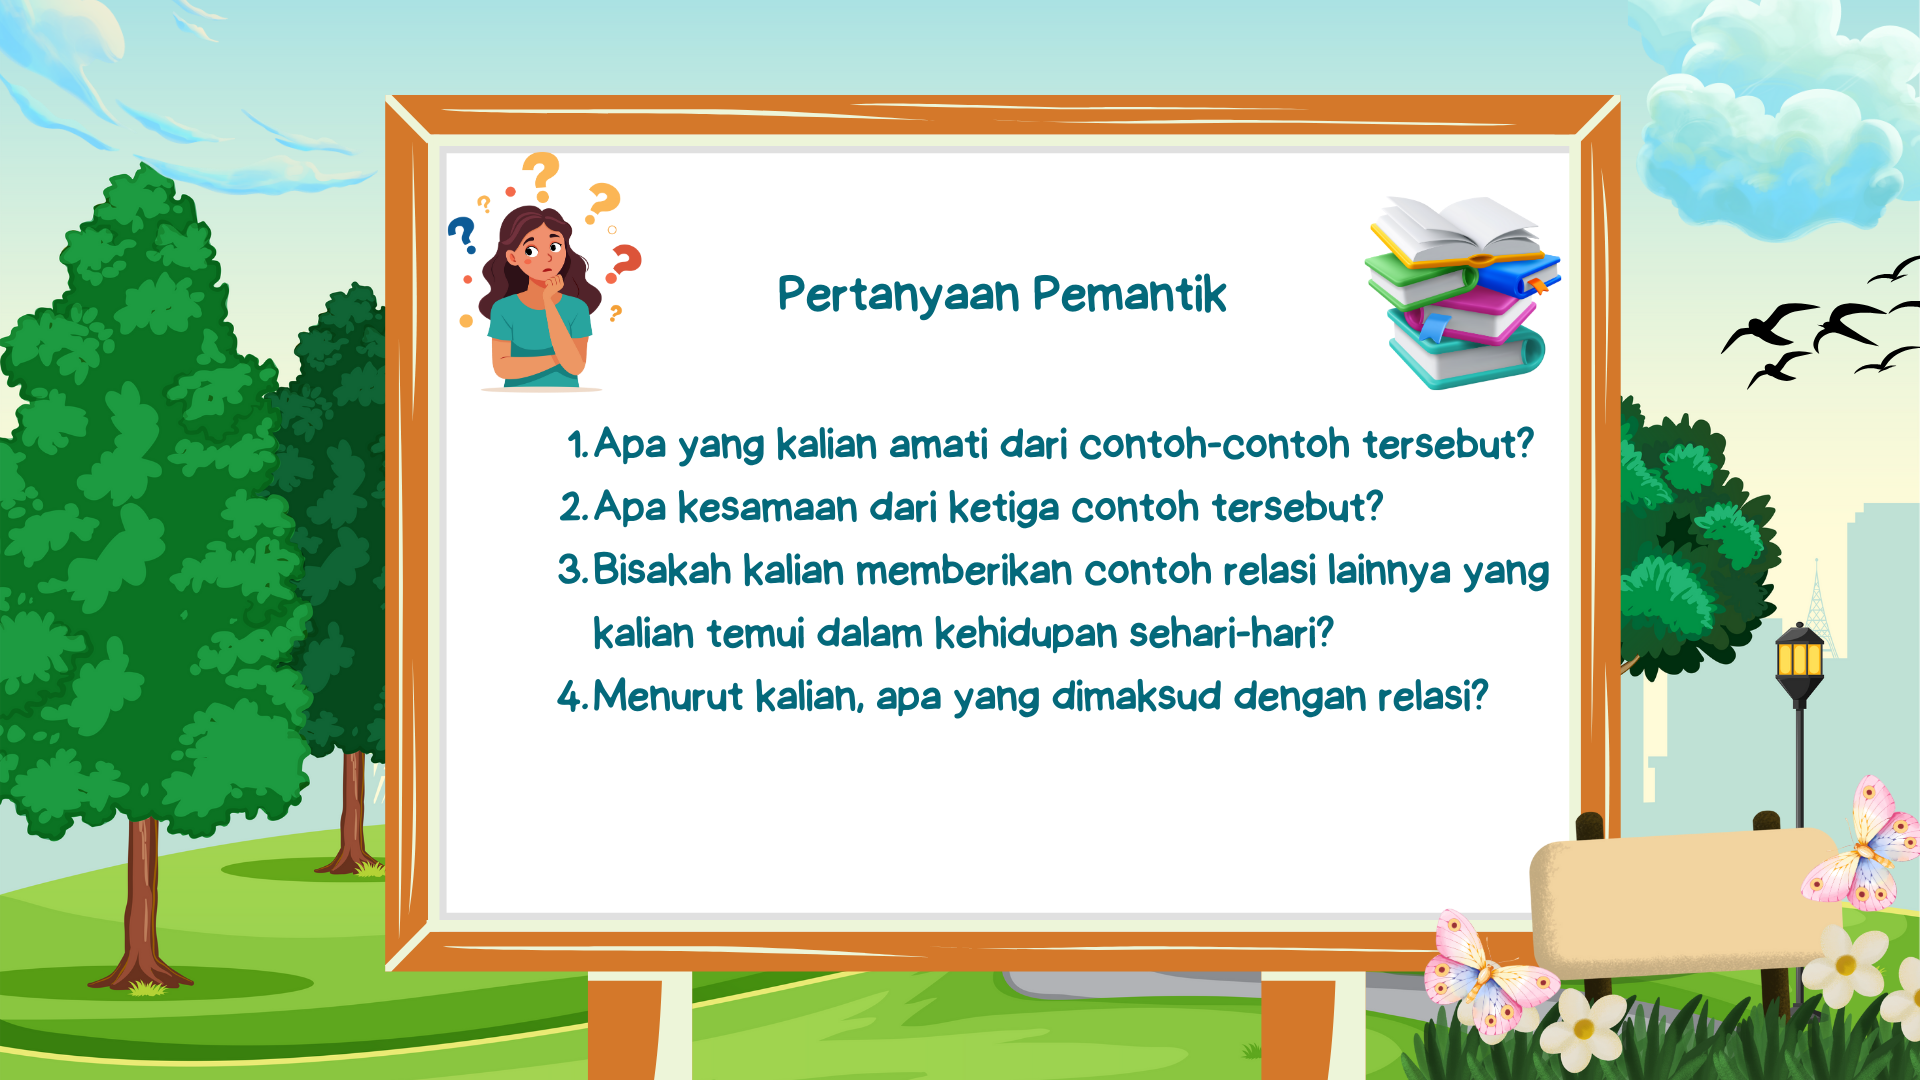 Pertanyaan Pemantik
1. Apa yang kalian amati dari contoh-contoh tersebut?
2. Apa kesamaan dari ketiga contoh tersebut?
3. Bisakah kalian memberikan contoh relasi lainnya yang
kalian temui dalam kehidupan sehari-hari?
4. Menurut kalian, apa yang dimaksud dengan relasi?